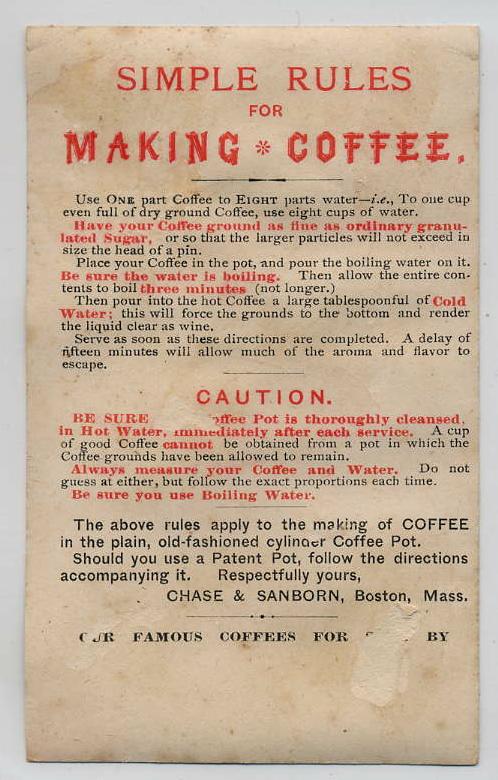 SIMPLE RULES
FOR
MAKING * COFFEE.
Use ONE part Coffee to EIGHT parts water—i.e., To one cup
even full of dry ground Coffee, use eight cups of water.
Have your Coffee ground as fine as ordinary granu-
lated Sugar, or so that the larger particles will not exceed in
size the head of a pin.
Place your Coffee in the pot, and pour the boiling water on it.
Be sure the water is boiling. Then allow the entire con-
tents to boil three minutes (not longer.)
Then pour into the hot Coffee a large tablespoonful of Cold
Water; this will force the grounds to the bottom and render
the liquid clear as wine.
Serve as soon as these directions are completed. A delay of
fifteen minutes will allow much of the aroma and flavor to
escape.
CAUTION.
BE SURE offee Pot is thoroughly cleansed,
in Hot Water, immediately after each service. A cup
of good Coffee cannot be obtained from a pot in which the
Coffee grounds have been allowed to remain.
Always measure your Coffee and Water. Do not
guess at either, but follow the exact proportions each time.
Be sure you use Boiling Water.
The above rules apply to the making of COFFEE
in the plain, old-fashioned cylinder Coffee Pot.
Should you use a Patent Pot, follow the directions
accompanying it. Respectfully yours,
CHASE & SANBORN, Boston, Mass.
OUR FAMOUS COFFEES FOR BY